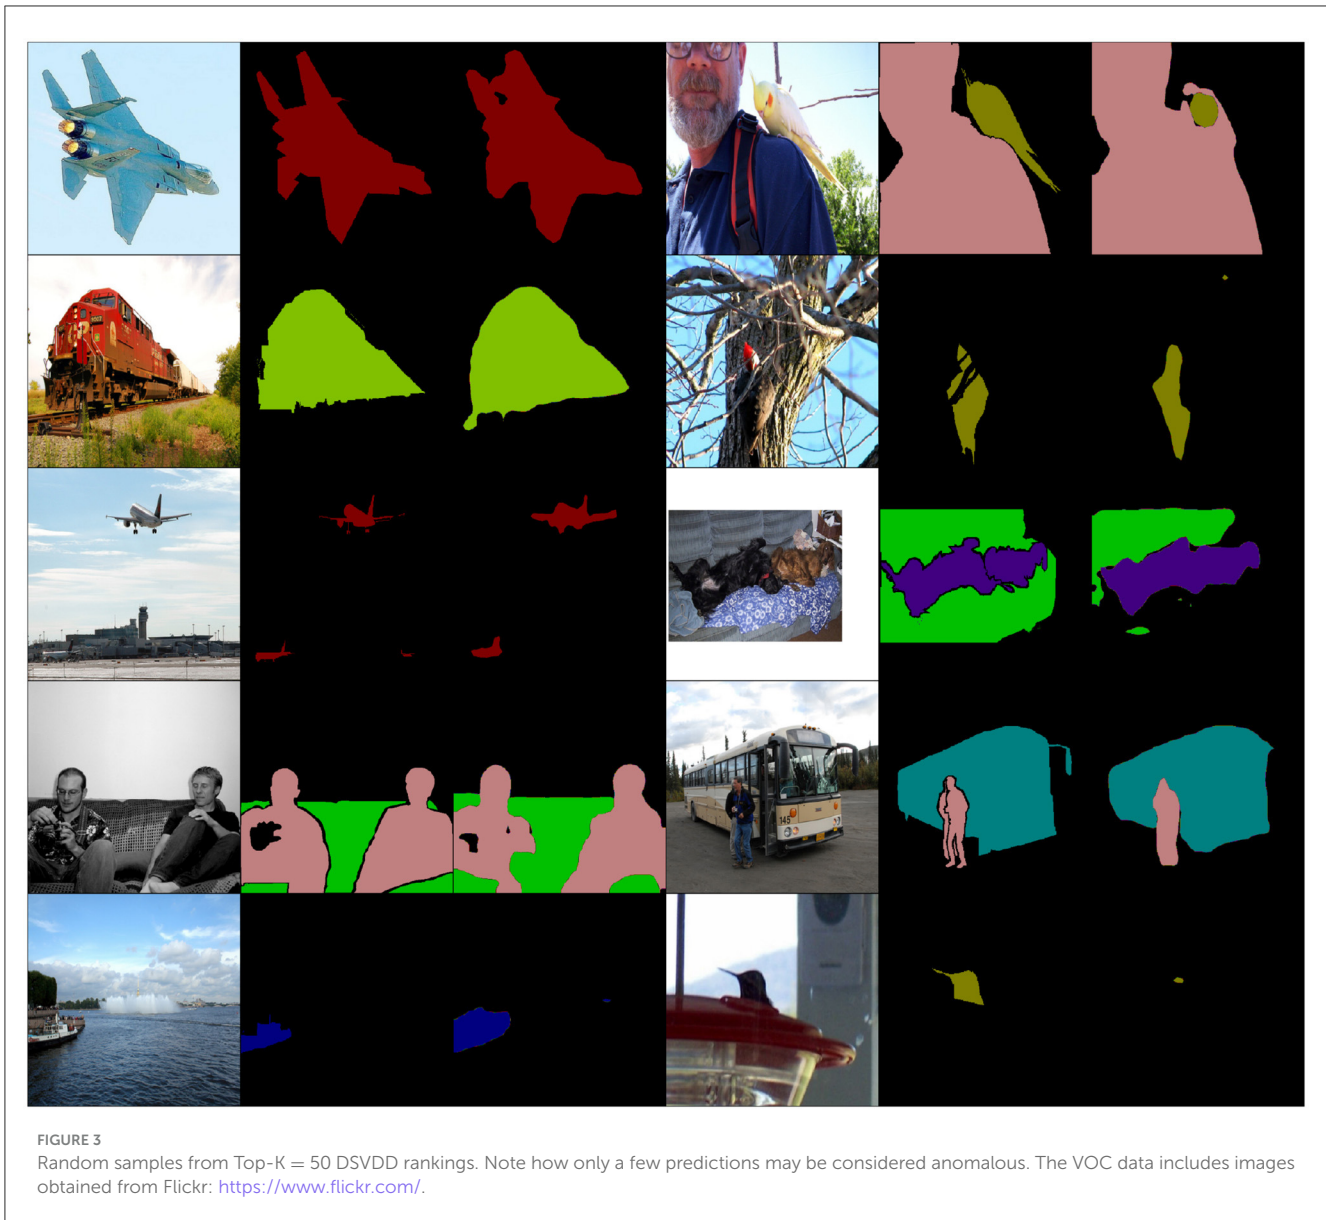 FIGURE 3
Random samples from Top-K = 50 DSVDD rankings. Note how only a few predictions may be considered anomalous. The VOC data includes images
obtained from Flickr: https://www.flickr.com/.